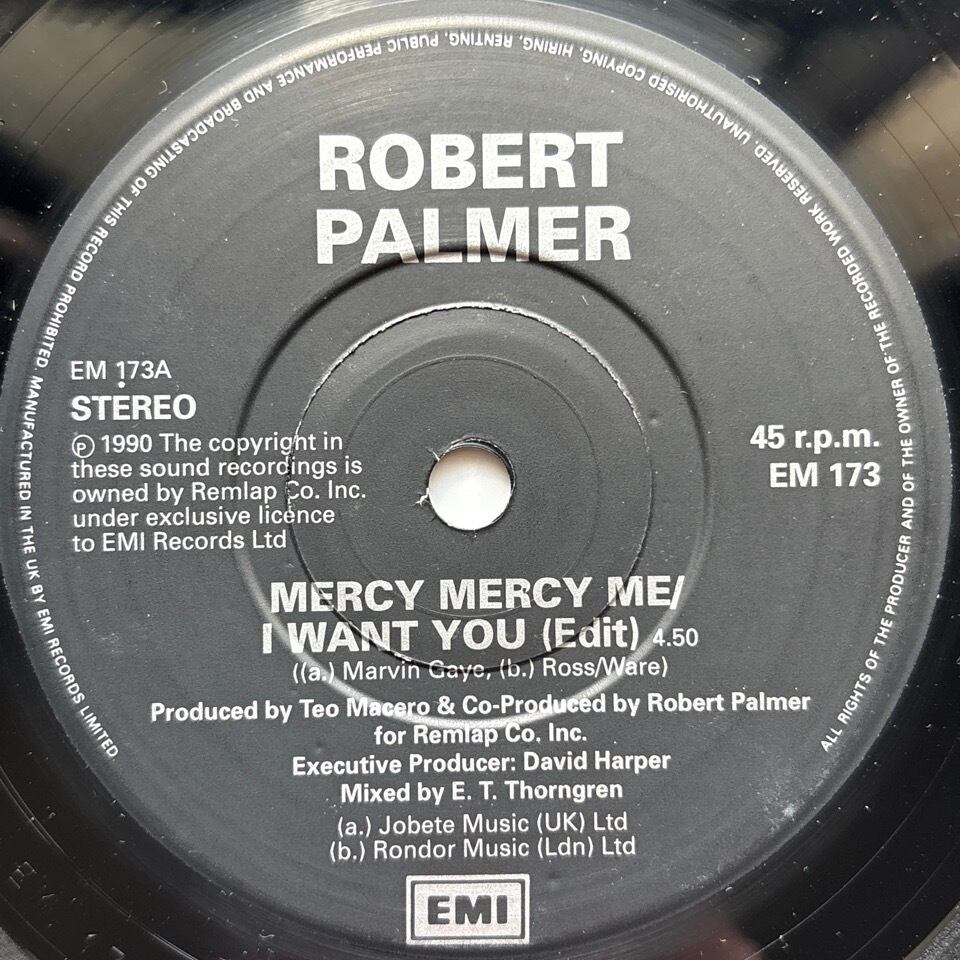 ROBERT
PALMER
EM 173A
STEREO
℗ 1990 The copyright in
these sound recordings is
owned by Remlap Co. Inc.
under exclusive licence
to EMI Records Ltd
45 r.p.m.
EM 173
MERCY MERCY ME/
I WANT YOU (Edit) 4.50
((a.) Marvin Gaye, (b.) Ross/Ware)
Produced by Teo Macero & Co-Produced by Robert Palmer
for Remlap Co. Inc.
Executive Producer: David Harper
Mixed by E. T. Thorngren
(a.) Jobete Music (UK) Ltd
(b.) Rondor Music (Ldn) Ltd
EMI
ALL RIGHTS OF THE PRODUCER AND OF THE OWNER OF THE RECORDED WORK RESERVED. UNAUTHORISED COPYING, HIRING, RENTING, PUBLIC PERFORMANCE AND BROADCASTING OF THIS RECORD PROHIBITED. MANUFACTURED IN THE UK BY EMI RECORDS LIMITED